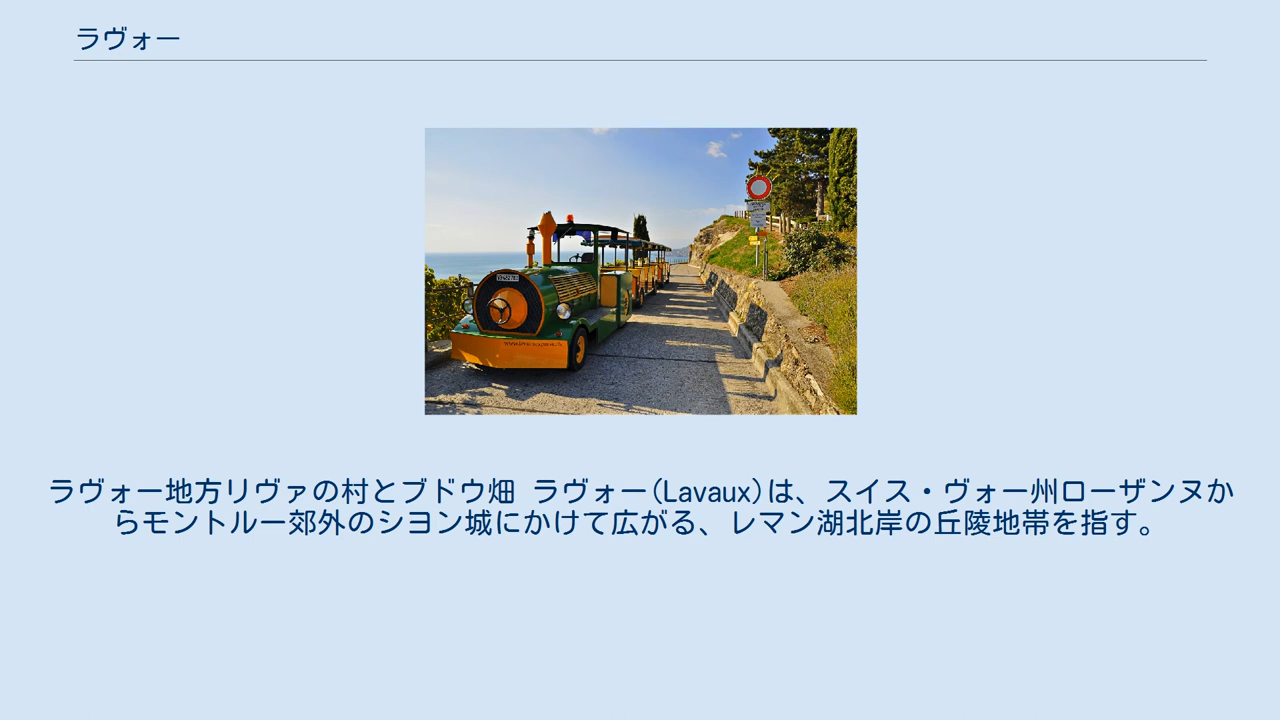 ラヴォー
ラヴォー地方リヴァの村とブドウ畑 ラヴォー(Lavaux)は、スイス・ヴォー州ローザンヌか
らモントルー郊外のシヨン城にかけて広がる、レマン湖北岸の丘陵地帯を指す。